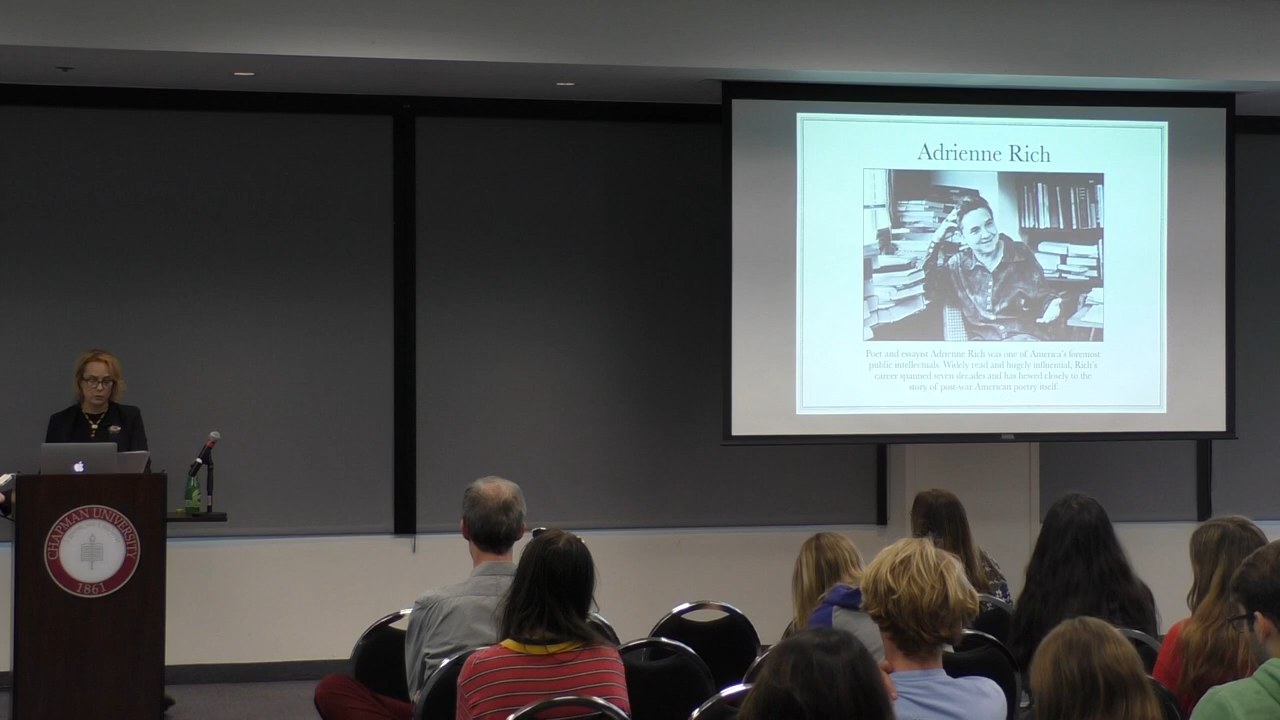 Adrienne Rich
Poet and essayist Adrienne Rich was one of America's foremost
public intellectuals. Widely read and hugely influential, Rich's
career spanned seven decades and has hewed closely to the
story of post-war American poetry itself.
CHAPMAN UNIVERSITY
1861